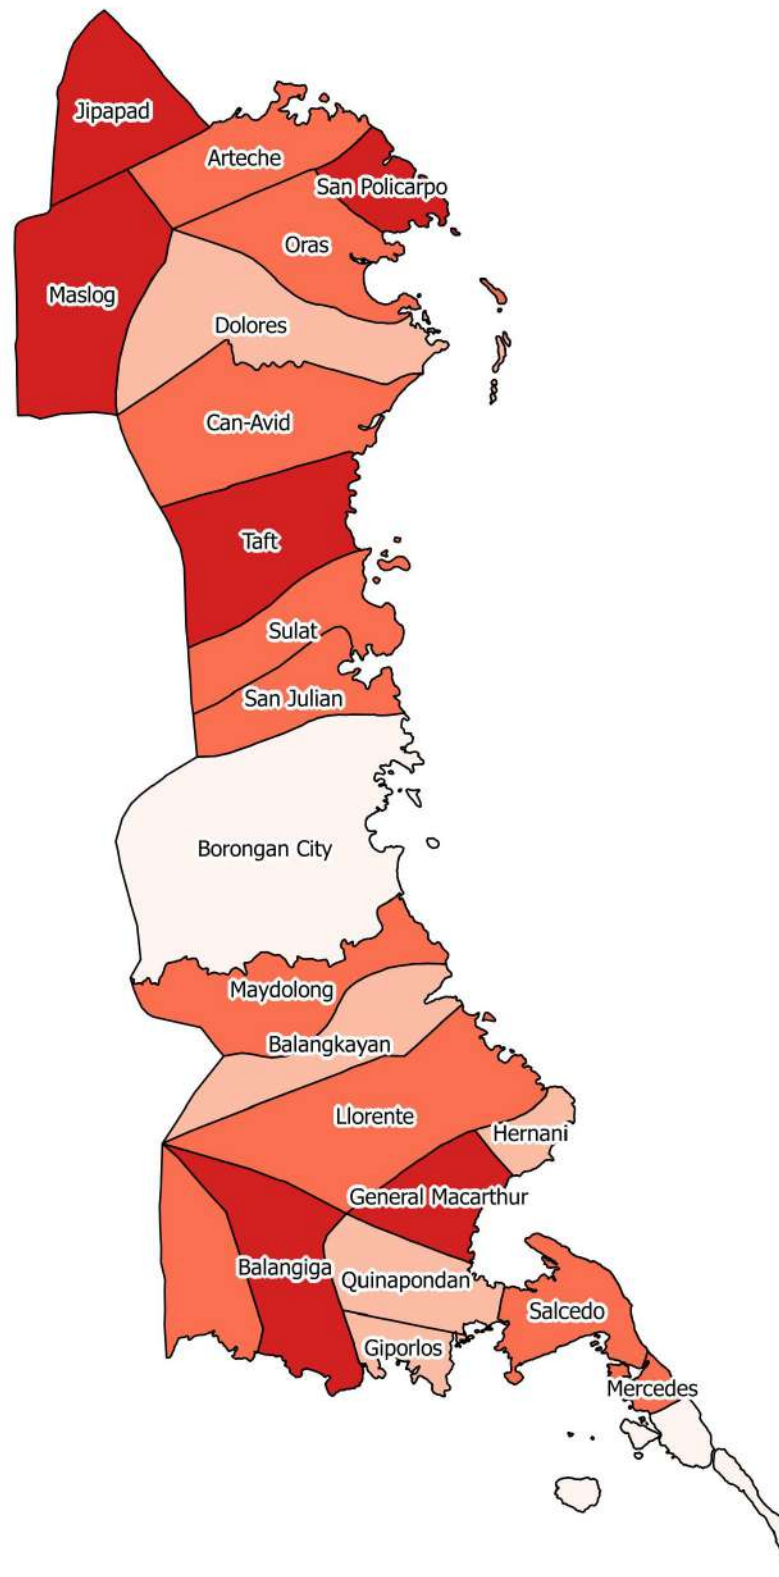 Jipapad
Arteche
San Policarpo
Oras
Maslog
Dolores
Can-Avid
Taft
Sulat
San Julian
Borongan City
Maydolong
Balangkayan
Llorente
Hernani
General Macarthur
Balangiga
Quinapondan
Salcedo
Giporlos
Mercedes